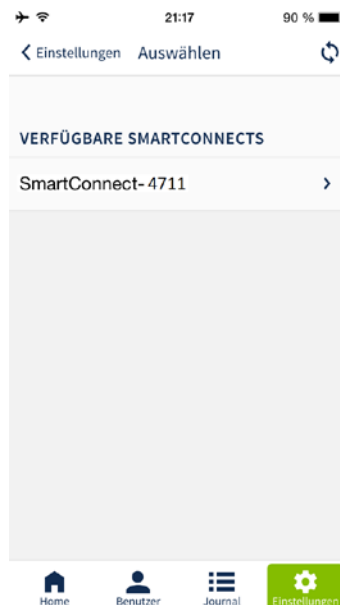 21:17 90 %
Einstellungen Auswählen
VERFÜGBARE SMARTCONNECTS
SmartConnect-4711
Home Benutzer Journal Einstellungen